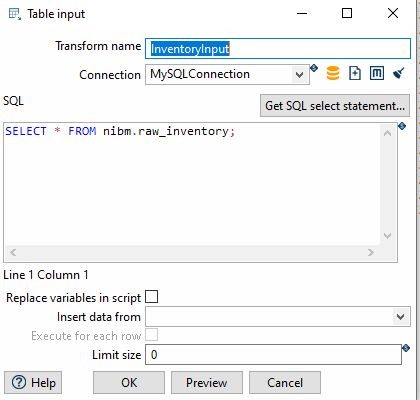 Table input
Transform name InventoryInput
Connection MySQLConnection
SQL Get SQL select statement...
SELECT * FROM nibm.raw_inventory;
Line 1 Column 1
Replace variables in script
Insert data from
Execute for each row
Limit size 0
Help OK Preview Cancel